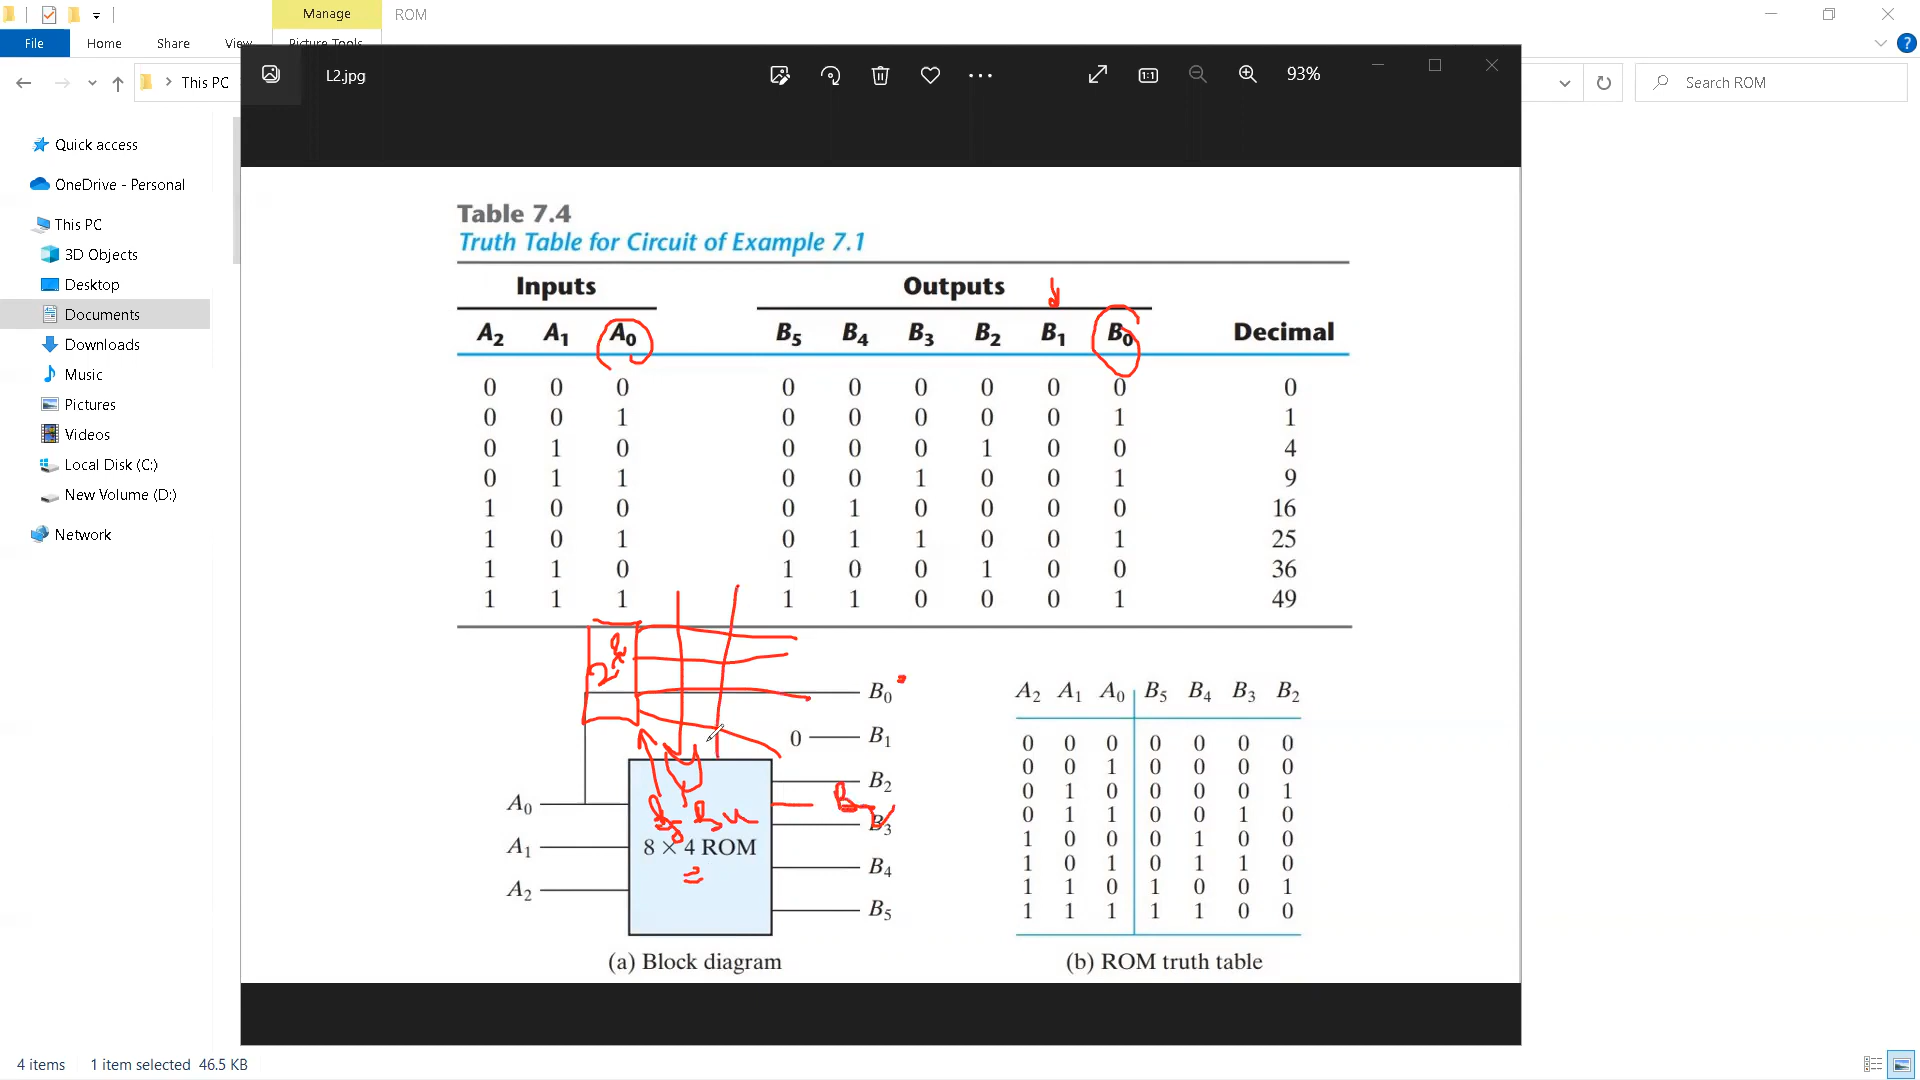 Manage
ROM
File
Home
Share
View
Picture Tools
This PC
L2.jpg
93%
Search ROM
Quick access
OneDrive - Personal
This PC
3D Objects
Desktop
Documents
Downloads
Music
Pictures
Videos
Local Disk (C:)
New Volume (D:)
Network
Table 7.4
Truth Table for Circuit of Example 7.1
Inputs Outputs
A2 A1 A0 B5 B4 B3 B2 B1 B0 Decimal
0 0 0 0 0 0 0 0 0 0
0 0 1 0 0 0 0 0 1 1
0 1 0 0 0 0 1 0 0 4
0 1 1 0 0 1 0 0 1 9
1 0 0 0 1 0 0 0 0 16
1 0 1 0 1 1 0 0 1 25
1 1 0 1 0 0 1 0 0 36
1 1 1 1 1 0 0 0 1 49
B0
0 B1
B2
A0
B3
A1 8 × 4 ROM
B4
A2
B5
(a) Block diagram
A2 A1 A0 B5 B4 B3 B2
0 0 0 0 0 0 0
0 0 1 0 0 0 0
0 1 0 0 0 0 1
0 1 1 0 0 1 0
1 0 0 0 1 0 0
1 0 1 0 1 1 0
1 1 0 1 0 0 1
1 1 1 1 1 0 0
(b) ROM truth table
4 items 1 item selected 46.5 KB